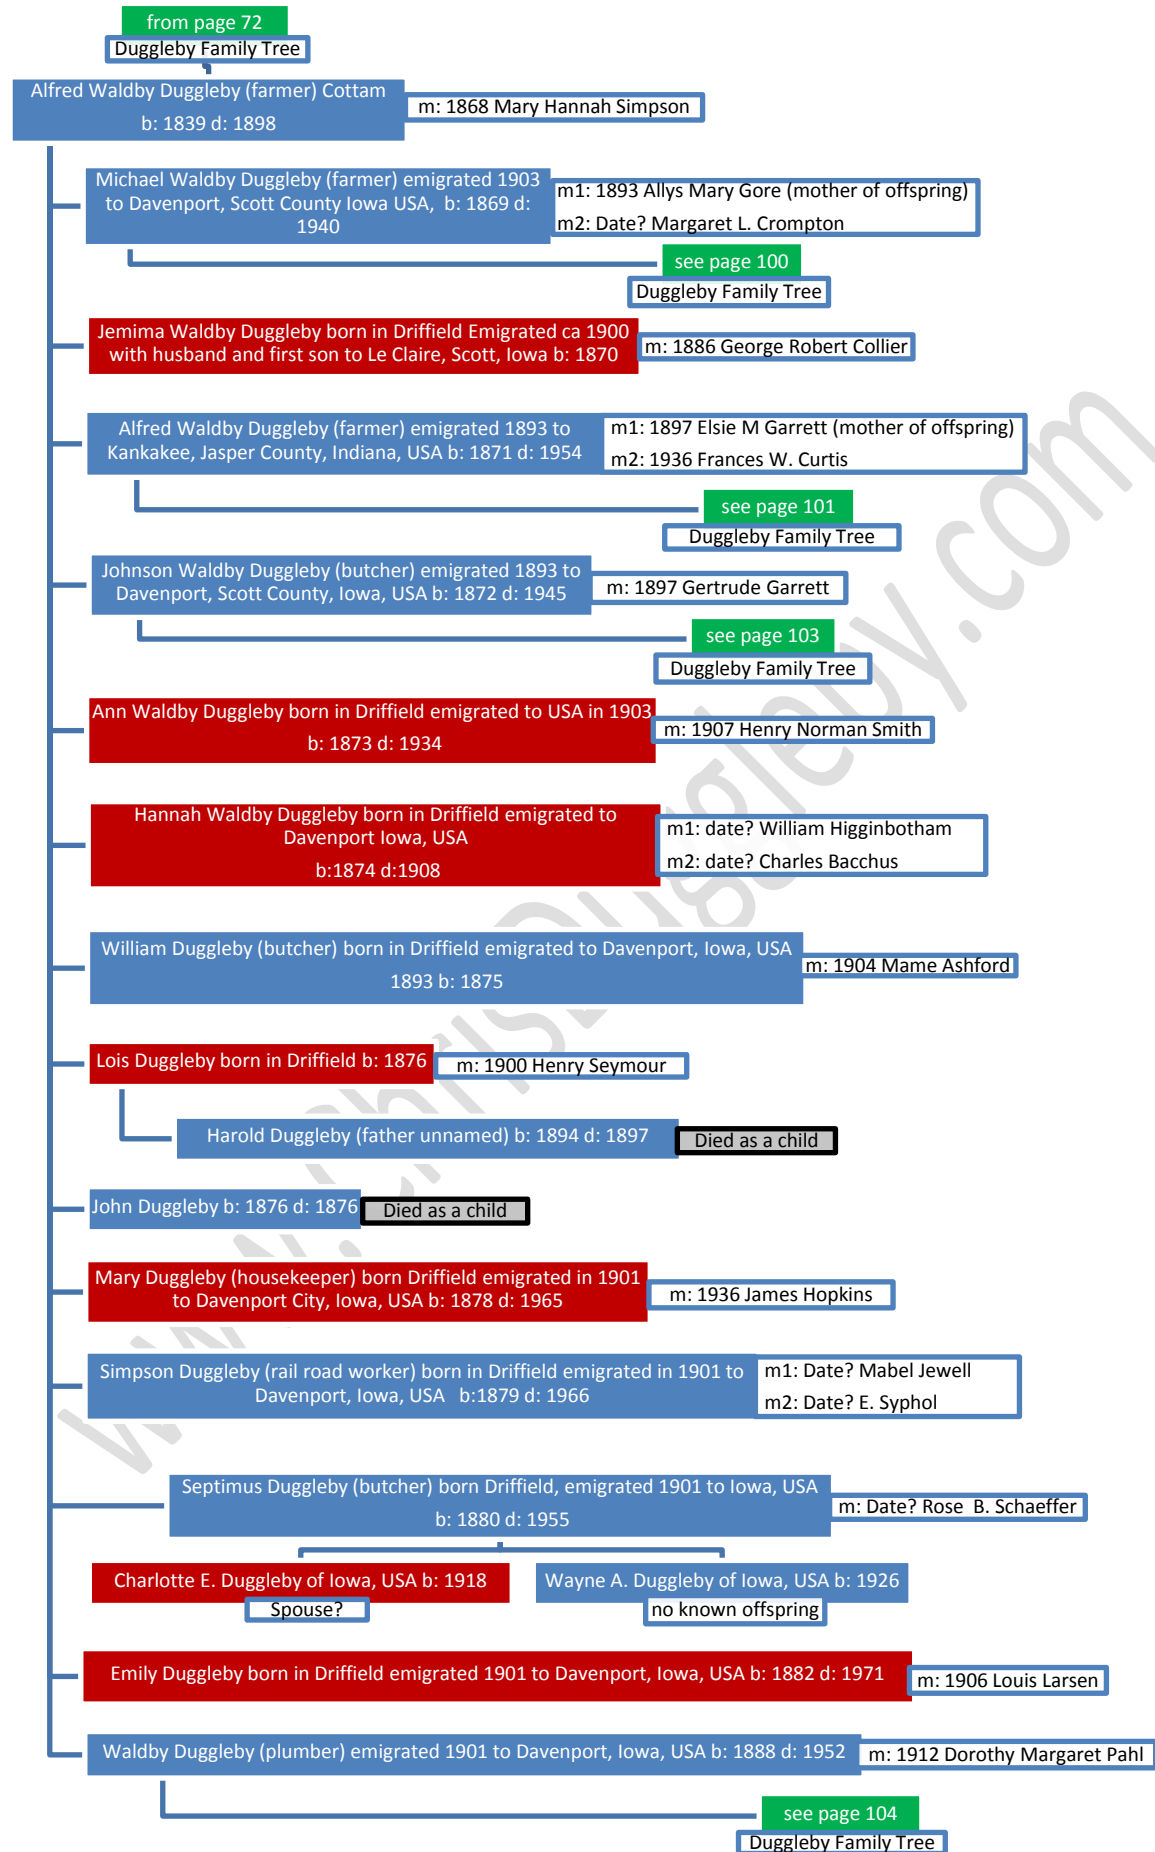 from page 72
Duggleby Family Tree
Alfred Waldby Duggleby (farmer) Cottam
b: 1839 d: 1898
m: 1868 Mary Hannah Simpson
Michael Waldby Duggleby (farmer) emigrated 1903
to Davenport, Scott County Iowa USA, b: 1869 d:
1940
m1: 1893 Allys Mary Gore (mother of offspring)
m2: Date? Margaret L. Crompton
see page 100
Duggleby Family Tree
Jemima Waldby Duggleby born in Driffield Emigrated ca 1900
with husband and first son to Le Claire, Scott, Iowa b: 1870
m: 1886 George Robert Collier
Alfred Waldby Duggleby (farmer) emigrated 1893 to
Kankakee, Jasper County, Indiana, USA b: 1871 d: 1954
m1: 1897 Elsie M Garrett (mother of offspring)
m2: 1936 Frances W. Curtis
see page 101
Duggleby Family Tree
Johnson Waldby Duggleby (butcher) emigrated 1893 to
Davenport, Scott County, Iowa, USA b: 1872 d: 1945
m: 1897 Gertrude Garrett
see page 103
Duggleby Family Tree
Ann Waldby Duggleby born in Driffield emigrated to USA in 1903
b: 1873 d: 1934
m: 1907 Henry Norman Smith
Hannah Waldby Duggleby born in Driffield emigrated to
Davenport Iowa, USA
b:1874 d:1908
m1: date? William Higginbotham
m2: date? Charles Bacchus
William Duggleby (butcher) born in Driffield emigrated to Davenport, Iowa, USA
1893 b: 1875
m: 1904 Mame Ashford
Lois Duggleby born in Driffield b: 1876
m: 1900 Henry Seymour
Harold Duggleby (father unnamed) b: 1894 d: 1897
Died as a child
John Duggleby b: 1876 d: 1876
Died as a child
Mary Duggleby (housekeeper) born Driffield emigrated in 1901
to Davenport City, Iowa, USA b: 1878 d: 1965
m: 1936 James Hopkins
Simpson Duggleby (rail road worker) born in Driffield emigrated in 1901 to
Davenport, Iowa, USA b:1879 d: 1966
m1: Date? Mabel Jewell
m2: Date? E. Syphol
Septimus Duggleby (butcher) born Driffield, emigrated 1901 to Iowa, USA
b: 1880 d: 1955
m: Date? Rose B. Schaeffer
Charlotte E. Duggleby of Iowa, USA b: 1918
Spouse?
Wayne A. Duggleby of Iowa, USA b: 1926
no known offspring
Emily Duggleby born in Driffield emigrated 1901 to Davenport, Iowa, USA b: 1882 d: 1971
m: 1906 Louis Larsen
Waldby Duggleby (plumber) emigrated 1901 to Davenport, Iowa, USA b: 1888 d: 1952
m: 1912 Dorothy Margaret Pahl
see page 104
Duggleby Family Tree
www.ChrisDuggleby.com